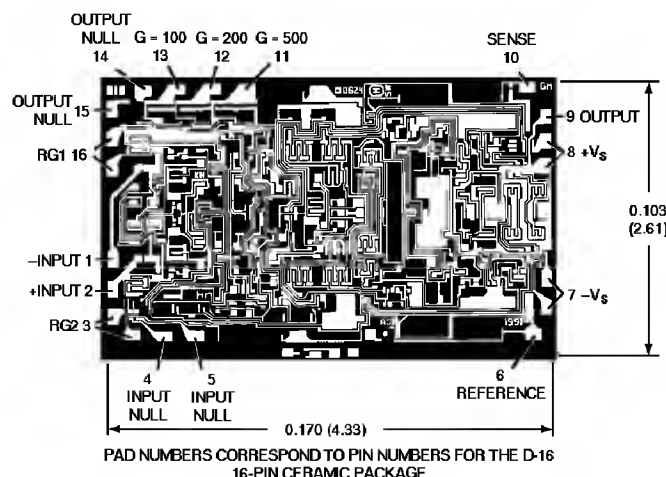 OUTPUT
NULL G = 100 G = 200 G = 500
14 13 12 11
SENSE
10
OUTPUT
NULL 15
RG1 16
–INPUT 1
+INPUT 2
RG2 3
9 OUTPUT
8 +VS
0.103
(2.61)
7 –VS
0624
GM
1991
4
INPUT
NULL
5
INPUT
NULL
6
REFERENCE
0.170 (4.33)
PAD NUMBERS CORRESPOND TO PIN NUMBERS FOR THE D-16
16-PIN CERAMIC PACKAGE